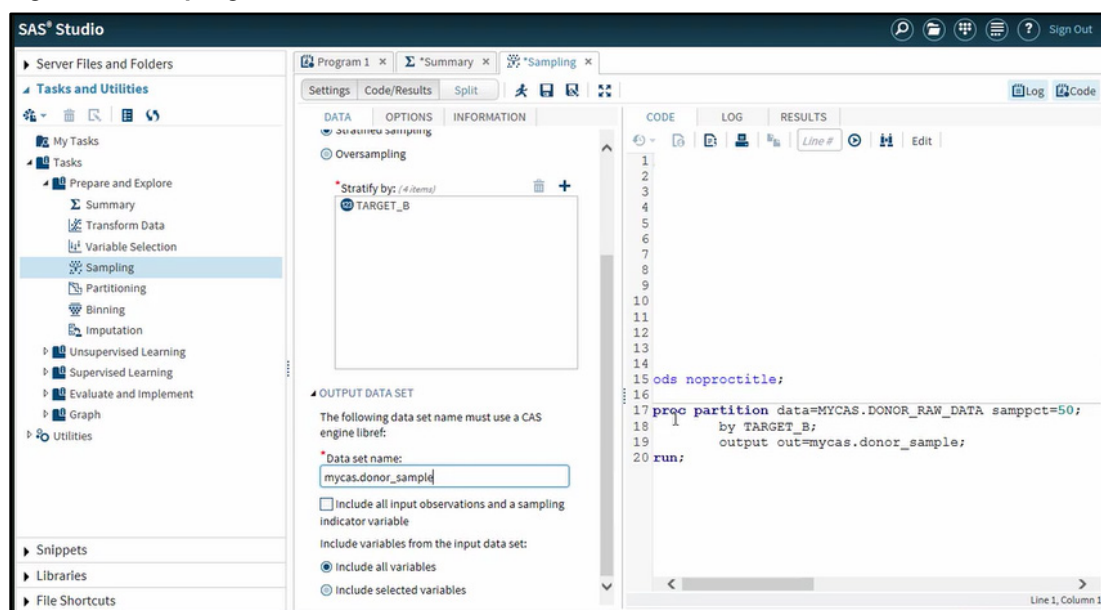 SAS® Studio
Sign Out
Server Files and Folders
Tasks and Utilities
My Tasks
Tasks
Prepare and Explore
Σ Summary
Transform Data
Variable Selection
Sampling
Partitioning
Binning
Imputation
Unsupervised Learning
Supervised Learning
Evaluate and Implement
Graph
Utilities
Snippets
Libraries
File Shortcuts
Program 1 ×
Σ *Summary ×
*Sampling ×
Settings Code/Results Split
Log Code
DATA OPTIONS INFORMATION
Stratified sampling
Oversampling
*Stratify by: (4 items)
123 TARGET_B
OUTPUT DATA SET
The following data set name must use a CAS
engine libref:
*Data set name:
mycas.donor_sample
Include all input observations and a sampling
indicator variable
Include variables from the input data set:
Include all variables
Include selected variables
CODE LOG RESULTS
Line # Edit
1
2
3
4
5
6
7
8
9
10
11
12
13
14
15 ods noproctitle;
16
17 proc partition data=MYCAS.DONOR_RAW_DATA samppct=50;
18 by TARGET_B;
19 output out=mycas.donor_sample;
20 run;
Line 1, Column 1